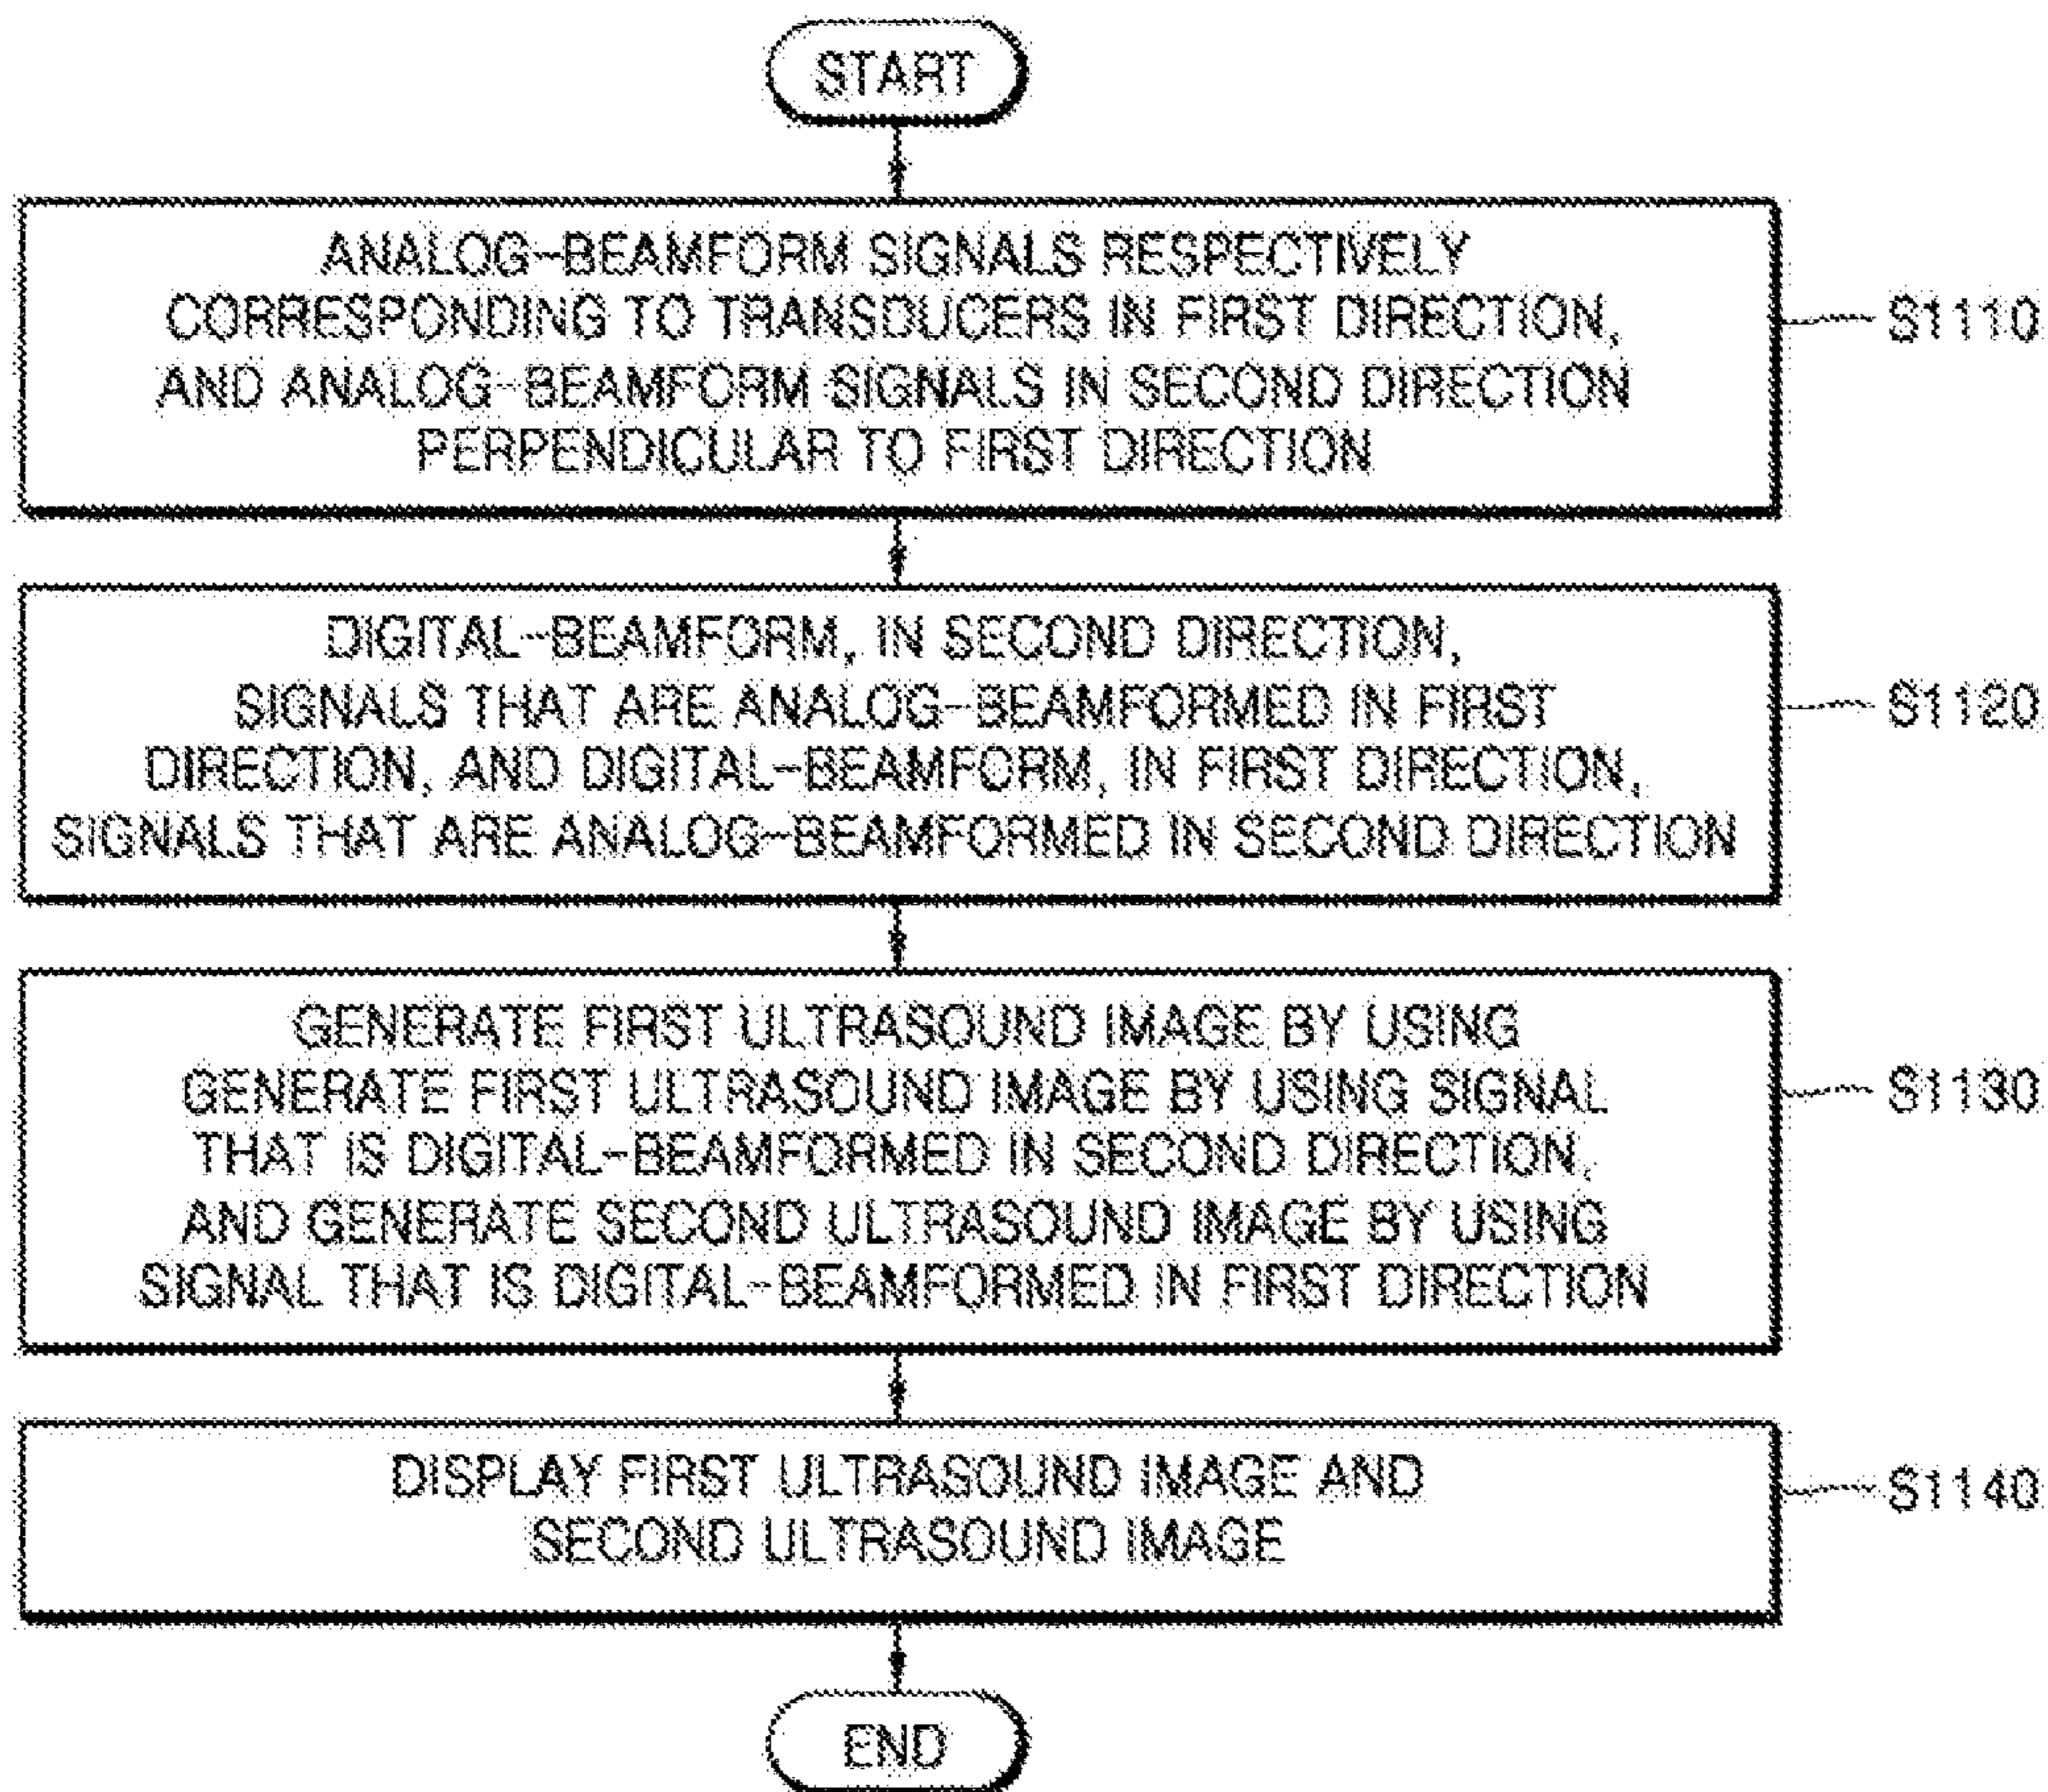 START
ANALOG-BEAMFORM SIGNALS RESPECTIVELY
CORRESPONDING TO TRANSDUCERS IN FIRST DIRECTION,
AND ANALOG-BEAMFORM SIGNALS IN SECOND DIRECTION
PERPENDICULAR TO FIRST DIRECTION
S1110
DIGITAL-BEAMFORM, IN SECOND DIRECTION,
SIGNALS THAT ARE ANALOG-BEAMFORMED IN FIRST
DIRECTION, AND DIGITAL-BEAMFORM, IN FIRST DIRECTION,
SIGNALS THAT ARE ANALOG-BEAMFORMED IN SECOND DIRECTION
S1120
GENERATE FIRST ULTRASOUND IMAGE BY USING
GENERATE FIRST ULTRASOUND IMAGE BY USING SIGNAL
THAT IS DIGITAL-BEAMFORMED IN SECOND DIRECTION,
AND GENERATE SECOND ULTRASOUND IMAGE BY USING
SIGNAL THAT IS DIGITAL-BEAMFORMED IN FIRST DIRECTION
S1130
DISPLAY FIRST ULTRASOUND IMAGE AND
SECOND ULTRASOUND IMAGE
S1140
END